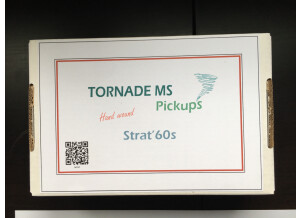 TORNADE MS
Pickups
Hand wound
Strat'60s